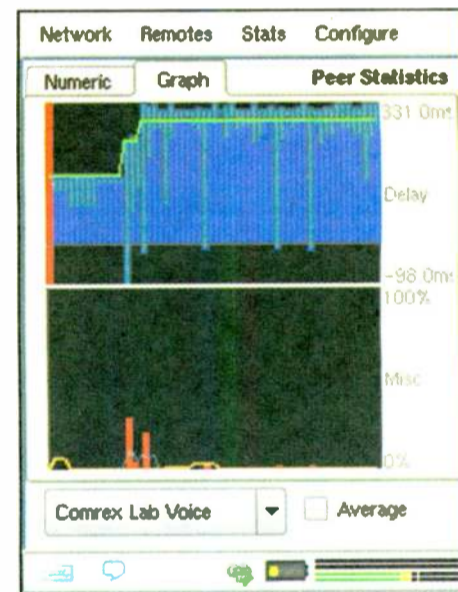 Network Remotes Stats Configure
Numeric Graph Peer Statistics
331.0ms
Delay
-98.0ms
100%
Misc
0%
Comrex Lab Voice Average